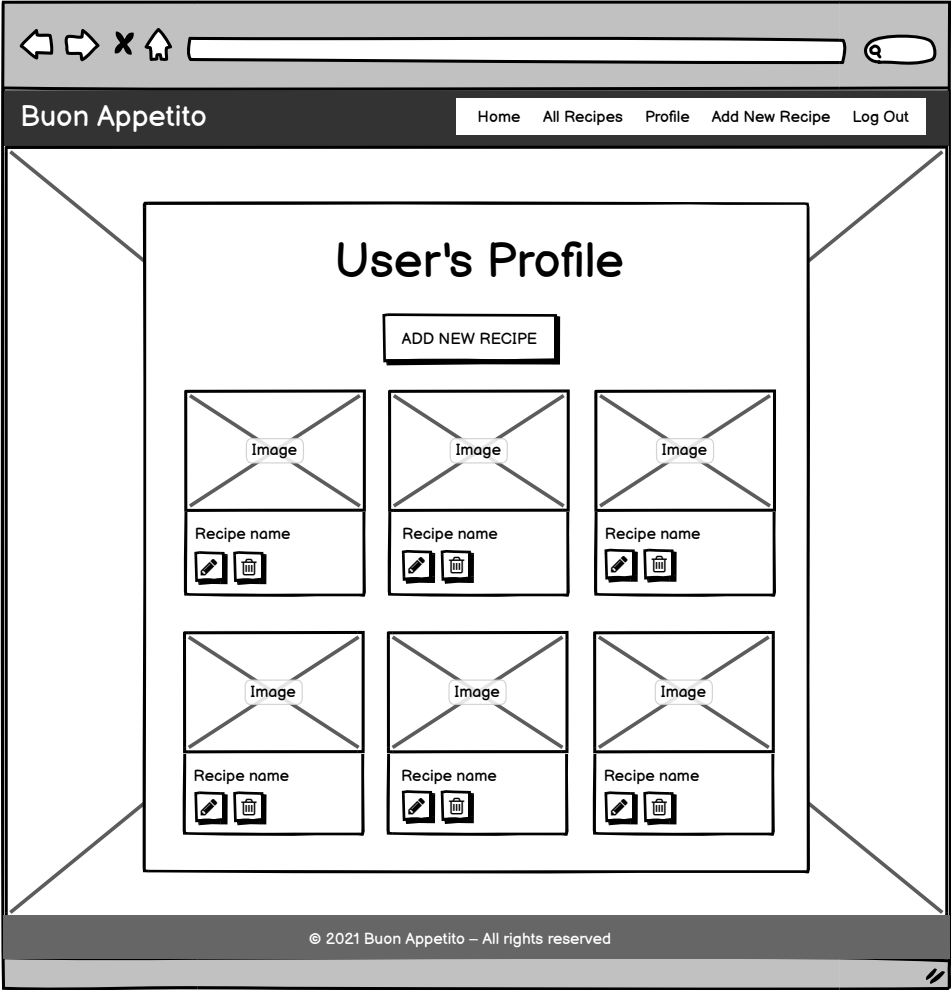 Buon Appetito
Home All Recipes Profile Add New Recipe Log Out
User's Profile
ADD NEW RECIPE
Image Image Image
Recipe name Recipe name Recipe name
Image Image Image
Recipe name Recipe name Recipe name
© 2021 Buon Appetito – All rights reserved